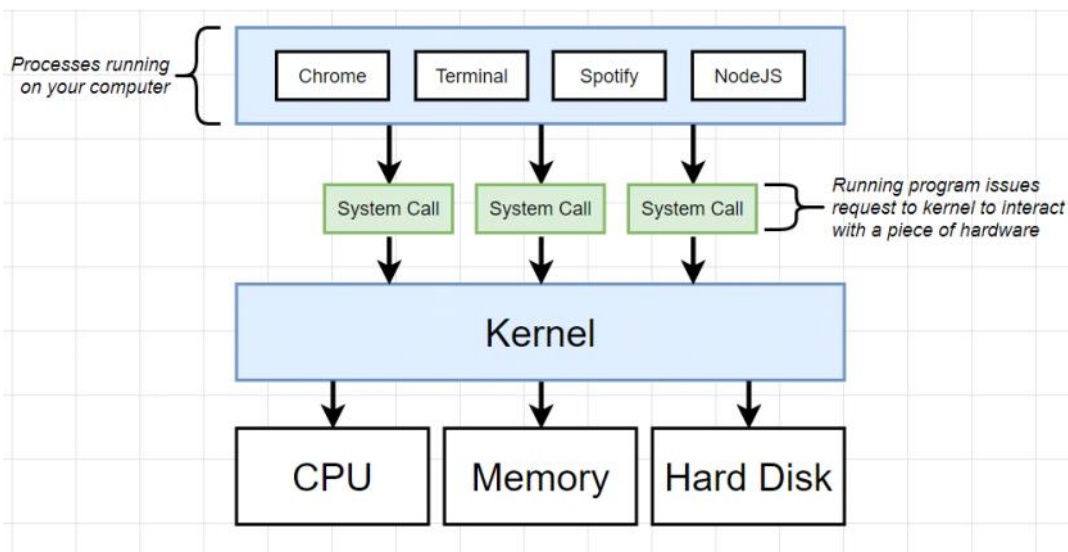 Processes running
on your computer
Chrome
Terminal
Spotify
NodeJS
System Call
System Call
System Call
Running program issues
request to kernel to interact
with a piece of hardware
Kernel
CPU
Memory
Hard Disk